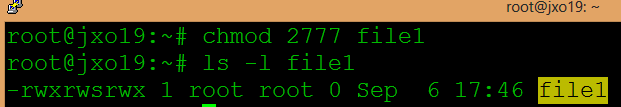 root@jxo19: ~
root@jxo19:~# chmod 2777 file1
root@jxo19:~# ls -l file1
-rwxrwsrwx 1 root root 0 Sep  6 17:46 file1